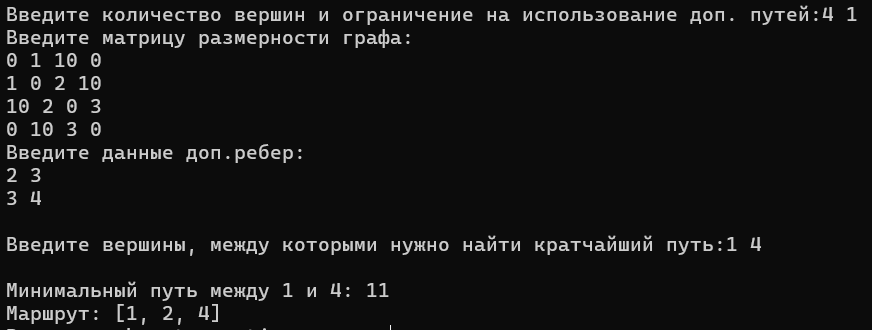 Введите количество вершин и ограничение на использование доп. путей:4 1
Введите матрицу размерности графа:
0 1 10 0
1 0 2 10
10 2 0 3
0 10 3 0
Введите данные доп.ребер:
2 3
3 4
Введите вершины, между которыми нужно найти кратчайший путь:1 4
Минимальный путь между 1 и 4: 11
Маршрут: [1, 2, 4]